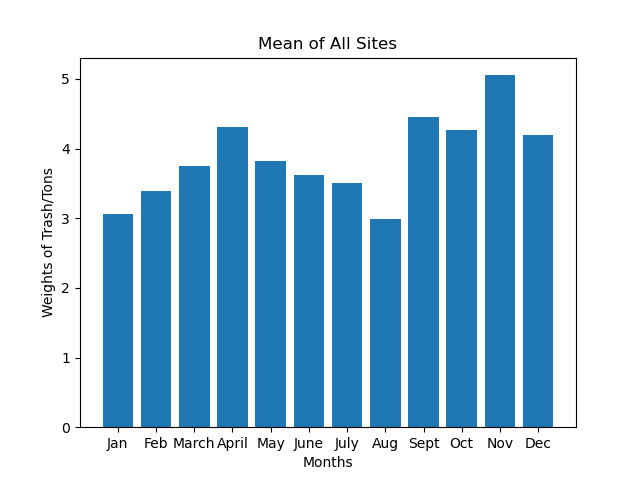 Mean of All Sites
Weights of Trash/Tons
5
4
3
2
1
0
Jan Feb March April May June July Aug Sept Oct Nov Dec
Months